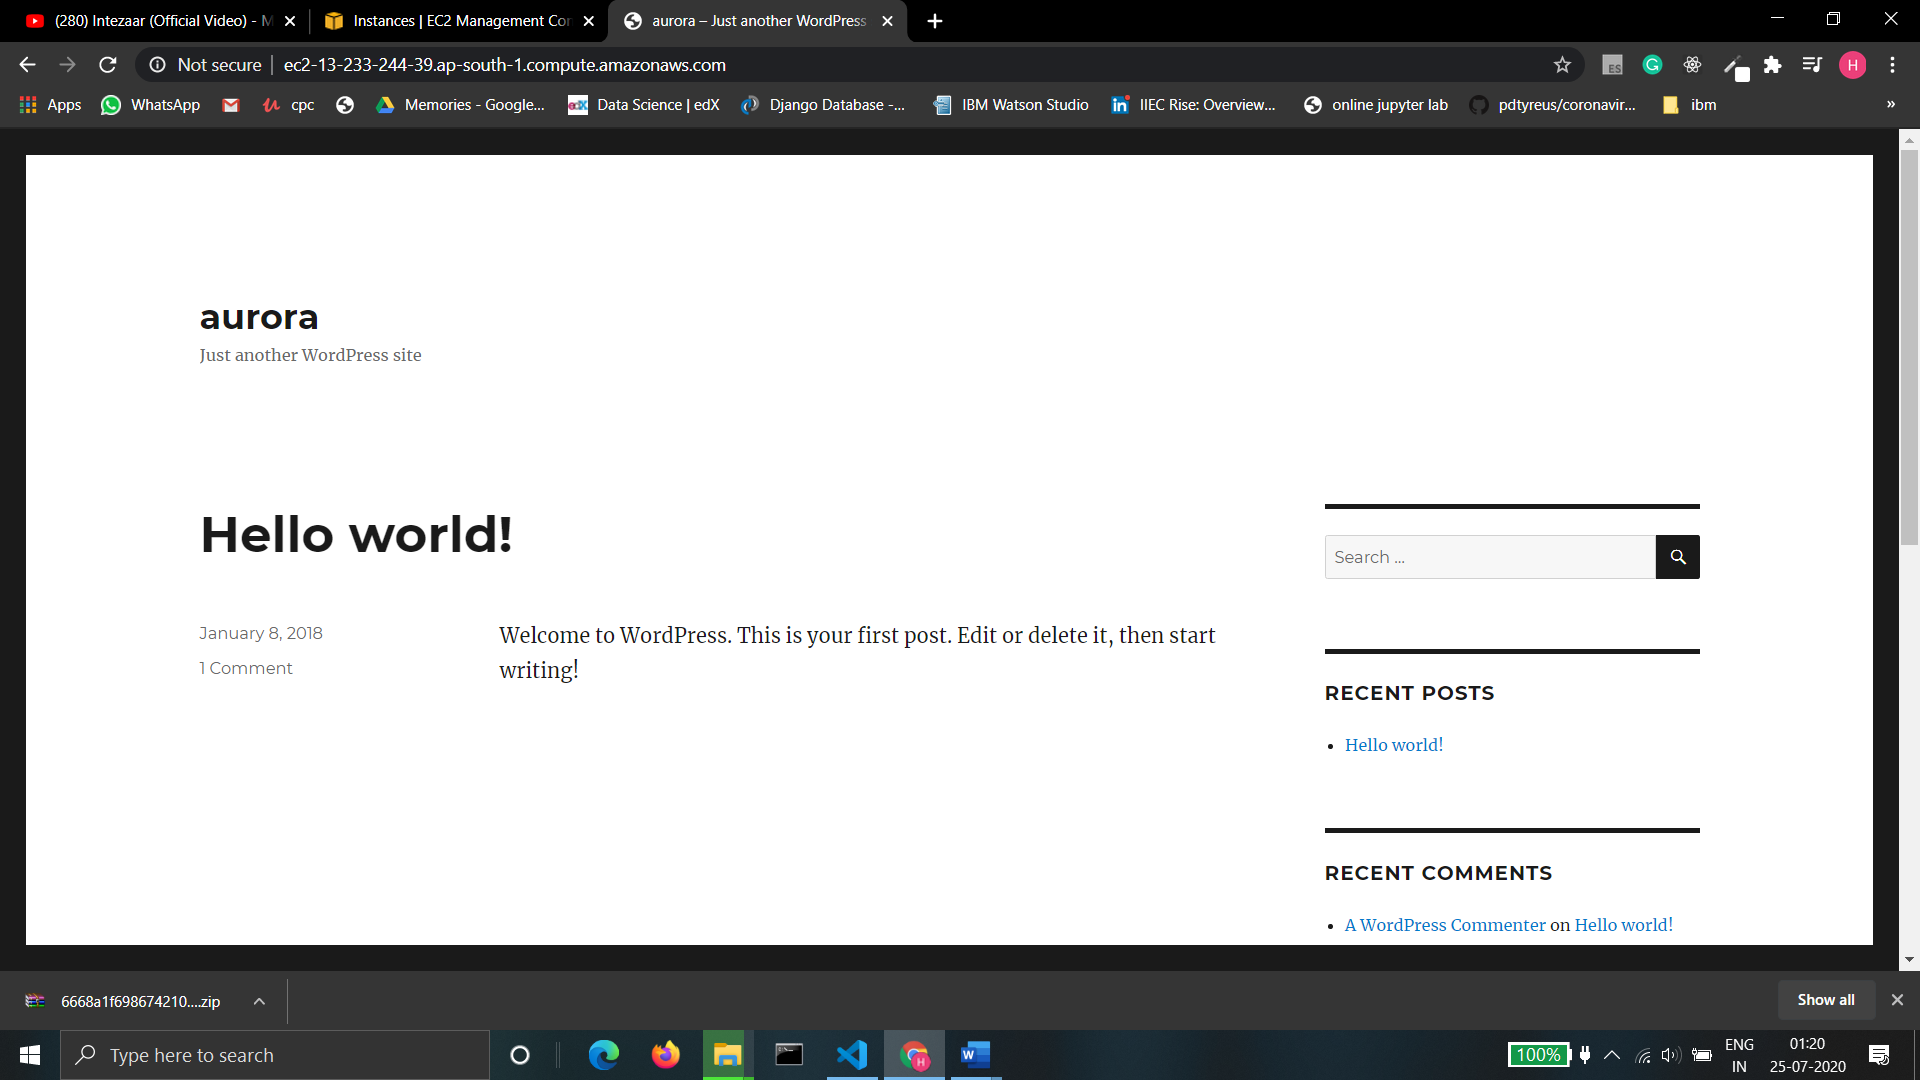 (280) Intezaar (Official Video) - M
Instances | EC2 Management Con
aurora – Just another WordPress
Not secure
ec2-13-233-244-39.ap-south-1.compute.amazonaws.com
ES
G
H
Apps
WhatsApp
cpc
Memories - Google...
edX
Data Science | edX
Django Database -...
IBM Watson Studio
in
IIEC Rise: Overview...
online jupyter lab
pdtyreus/coronavir...
ibm
»
aurora
Just another WordPress site
Hello world!
January 8, 2018
1 Comment
Welcome to WordPress. This is your first post. Edit or delete it, then start
writing!
Search ...
RECENT POSTS
Hello world!
RECENT COMMENTS
A WordPress Commenter on Hello world!
6668a1f698674210....zip
Show all
Type here to search
H
W
100%
ENG
IN
01:20
25-07-2020